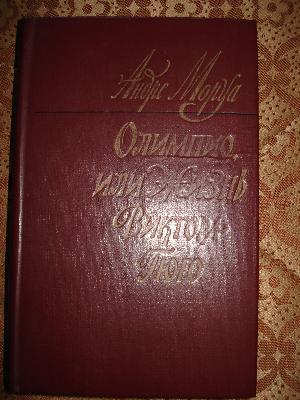 Андре Моруа
Олимпио,
или Жизнь
Виктора
Гюго